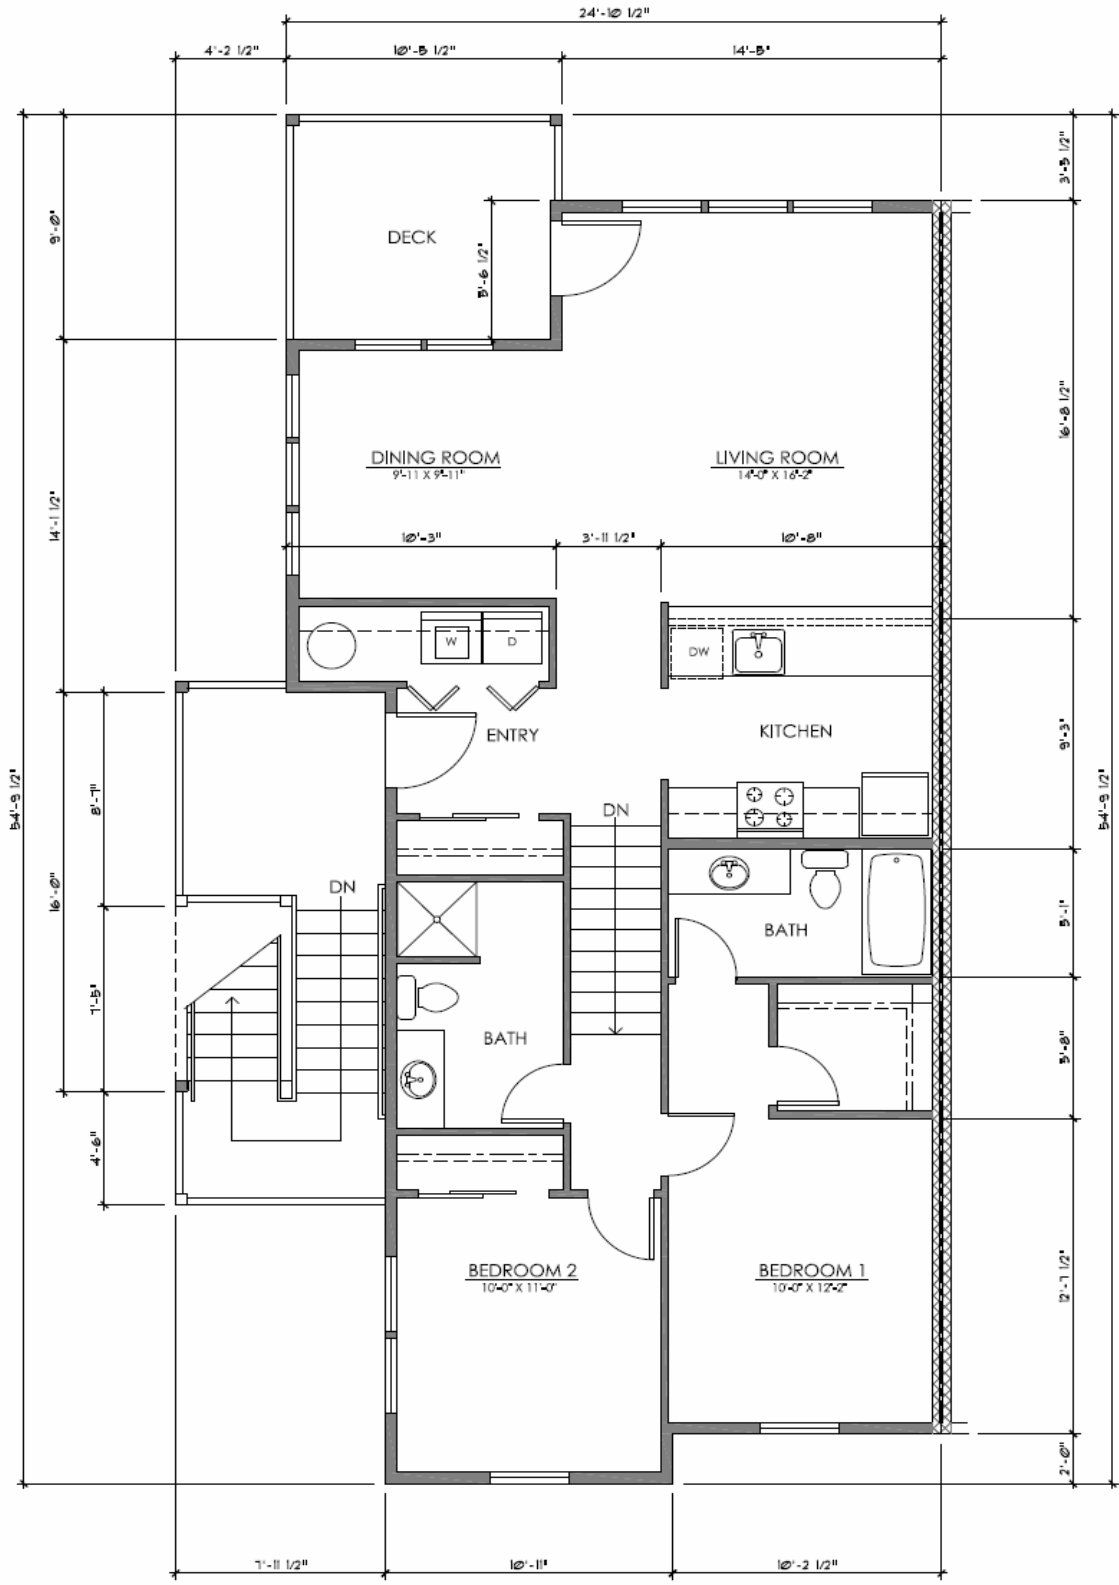 24'-10 1/2"
4'-2 1/2"
10'-5 1/2"
14'-5"
3'-5 1/2"
9'-0"
DECK
5'-6 1/2"
16'-8 1/2"
DINING ROOM
9'-11 X 9'-11"
LIVING ROOM
14'-0" X 16'-2"
14'-1 1/2"
10'-3"
3'-11 1/2"
10'-8"
W
D
DW
ENTRY
KITCHEN
9'-3"
54'-9 1/2"
54'-9 1/2"
8'-7"
DN
16'-0"
DN
5'-1"
BATH
7'-5"
BATH
5'-8"
4'-6"
BEDROOM 2
10'-0" X 11'-0"
BEDROOM 1
10'-0" X 12'-2"
12'-7 1/2"
2'-0"
7'-11 1/2"
10'-11"
10'-2 1/2"